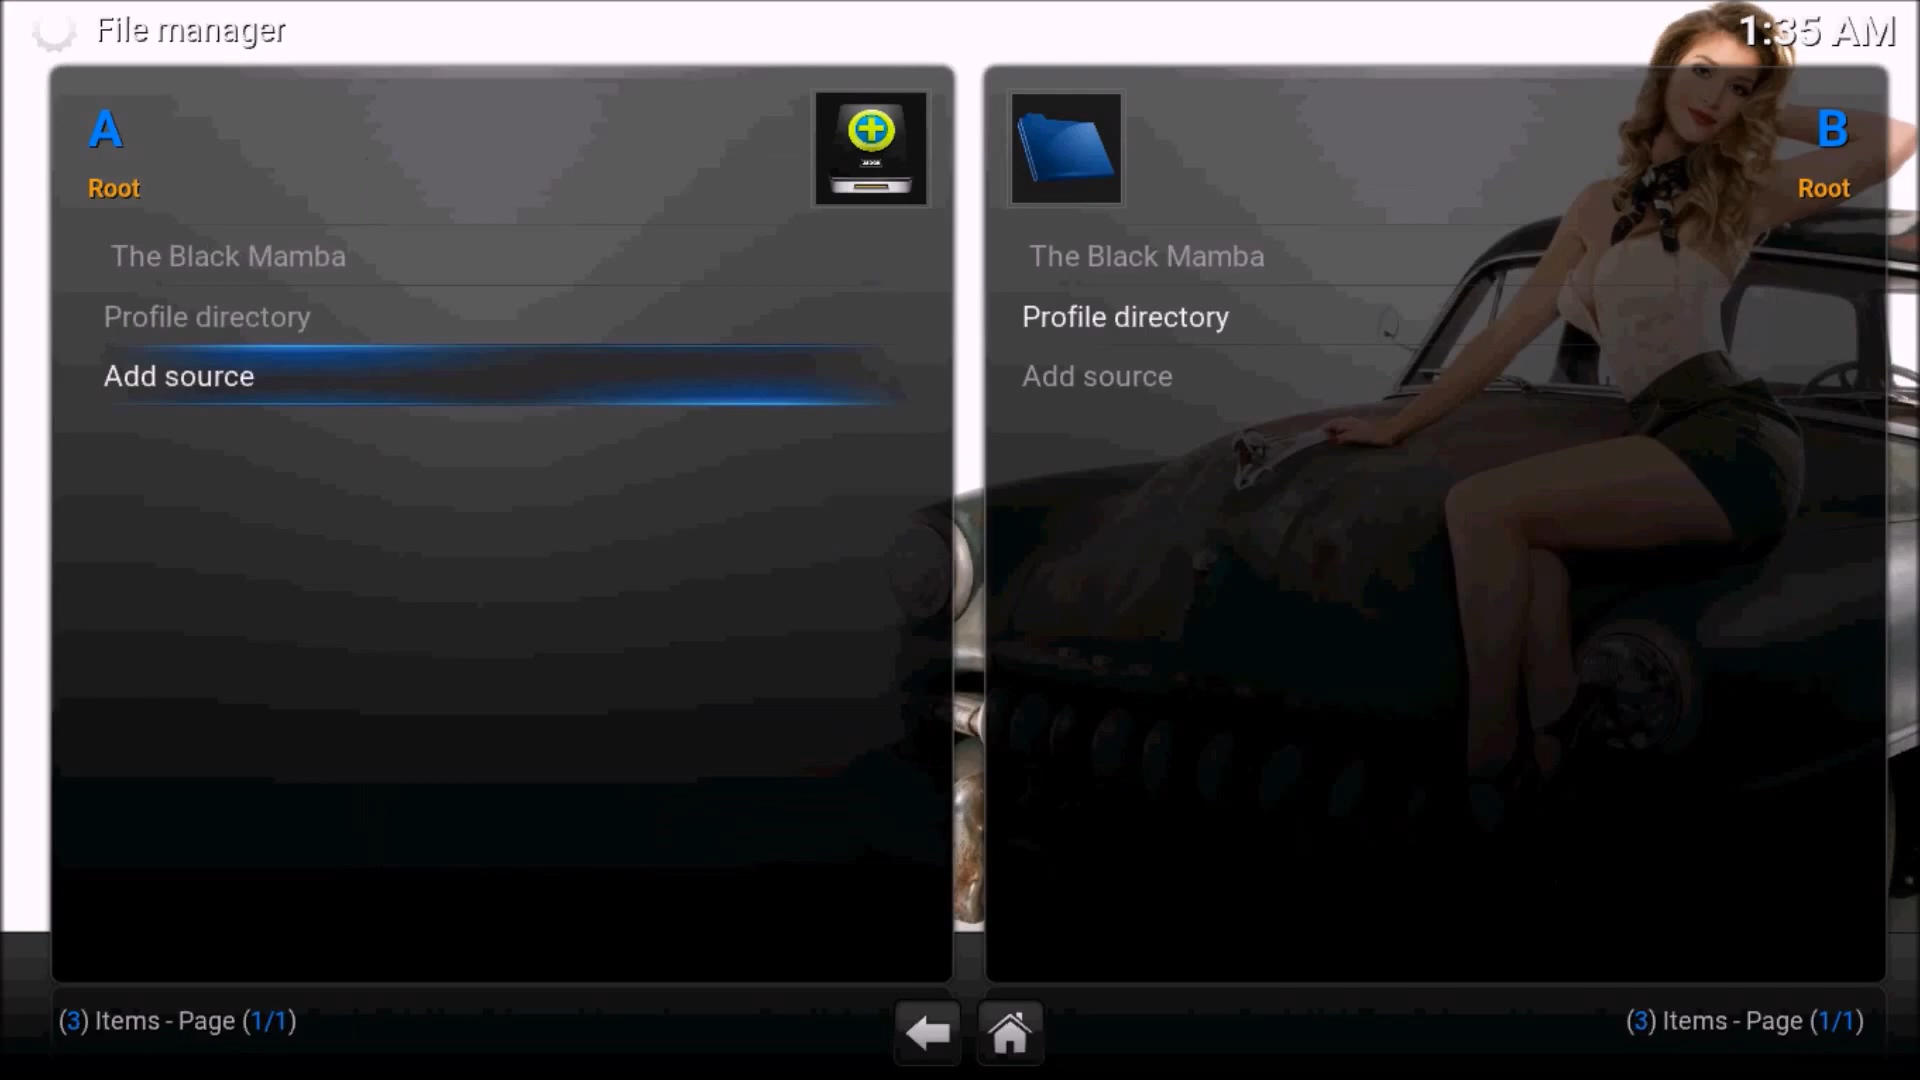 File manager
1:35 AM
A
Root
The Black Mamba
Profile directory
Add source
(3) Items - Page (1/1)
B
Root
The Black Mamba
Profile directory
Add source
(3) Items - Page (1/1)